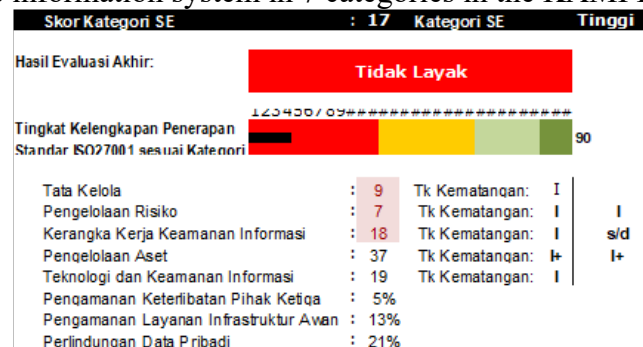 information system in 7 categories in the KAMI
Skor Kategori SE : 17 Kategori SE Tinggi
Hasil Evaluasi Akhir:
Tidak Layak
123456789#####################
Tingkat Kelengkapan Penerapan
Standar ISO27001 sesuai Kategori
90
Tata Kelola : 9 Tk Kematangan: I
Pengelolaan Risiko : 7 Tk Kematangan: I I
Kerangka Kerja Keamanan Informasi : 18 Tk Kematangan: I s/d
Pengelolaan Aset : 37 Tk Kematangan: I+ I+
Teknologi dan Keamanan Informasi : 19 Tk Kematangan: I
Pengamanan Keterlibatan Pihak Ketiga : 5%
Pengamanan Layanan Infrastruktur Awan : 13%
Perlindungan Data Pribadi : 21%